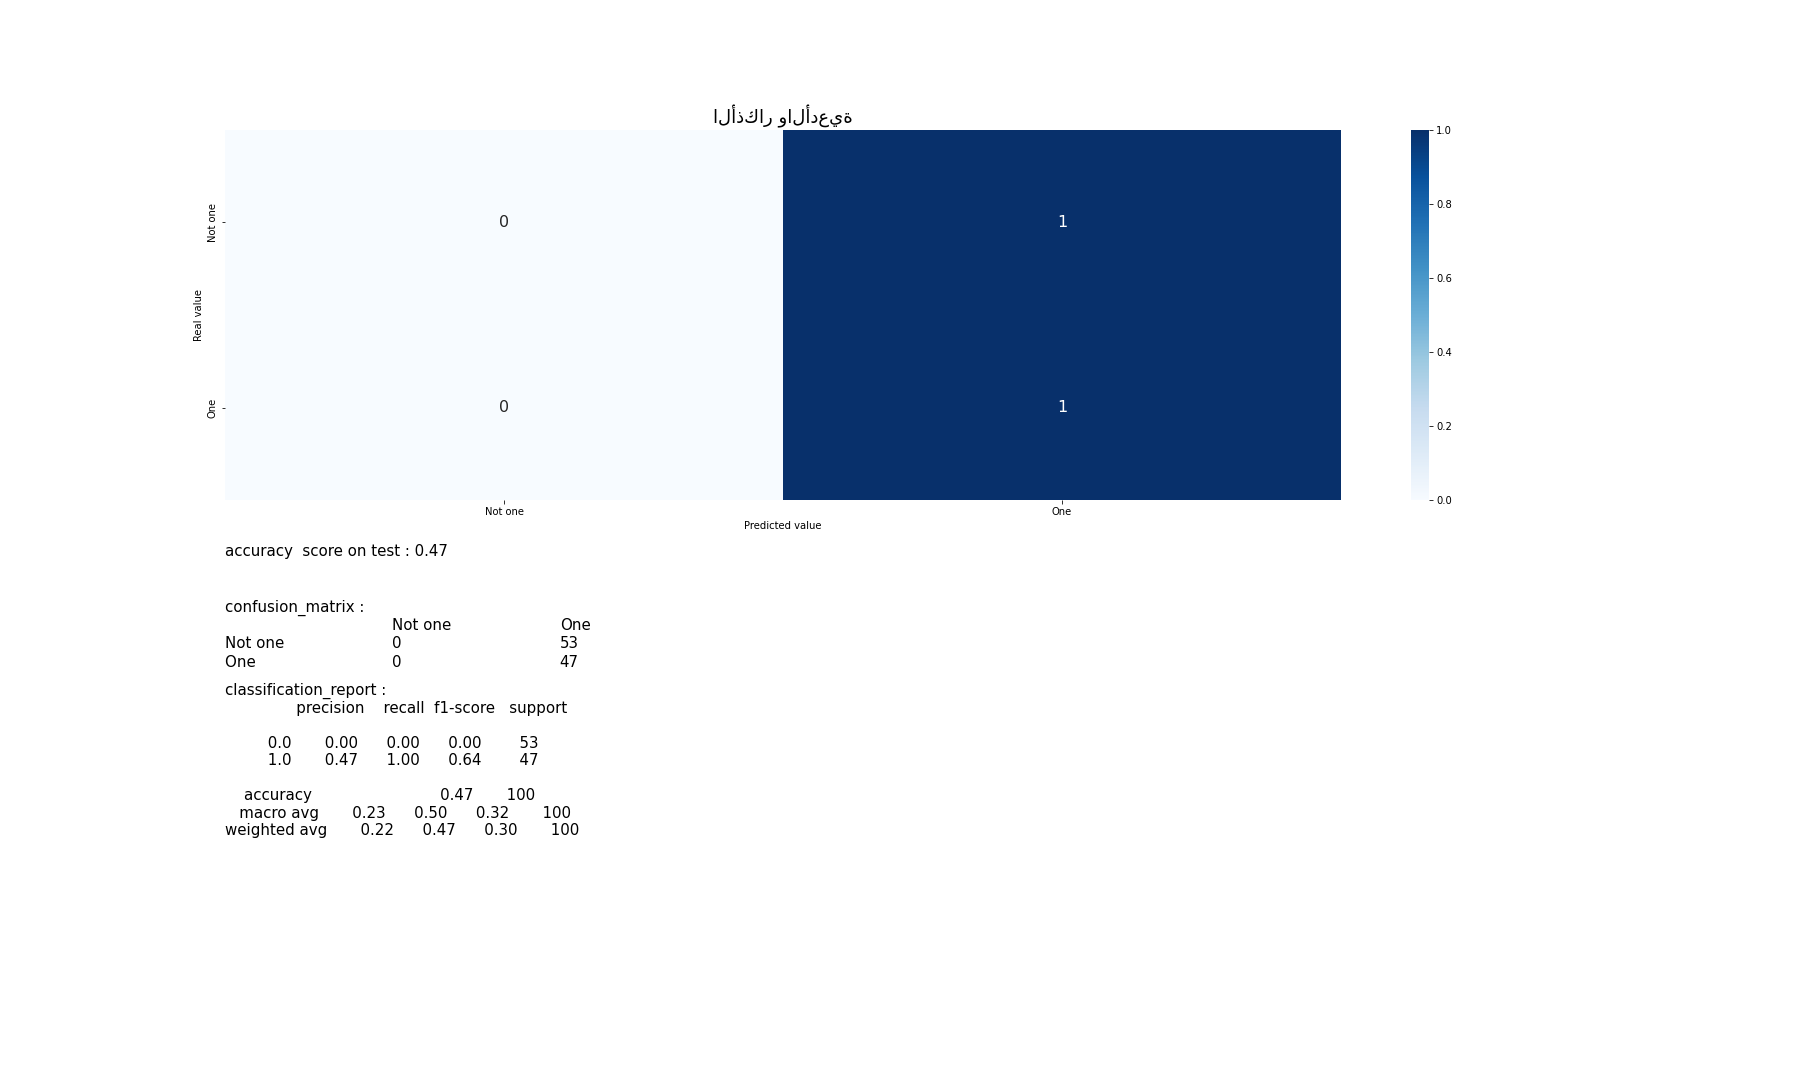 الأذكار والأدعية
Not one
0
1
Real value
One
0
1
Not one
One
Predicted value
1.0
0.8
0.6
0.4
0.2
0.0
accuracy score on test : 0.47
confusion_matrix :
Not one One
Not one 0 53
One 0 47
classification_report :
precision recall f1-score support
0.0 0.00 0.00 0.00 53
1.0 0.47 1.00 0.64 47
accuracy 0.47 100
macro avg 0.23 0.50 0.32 100
weighted avg 0.22 0.47 0.30 100